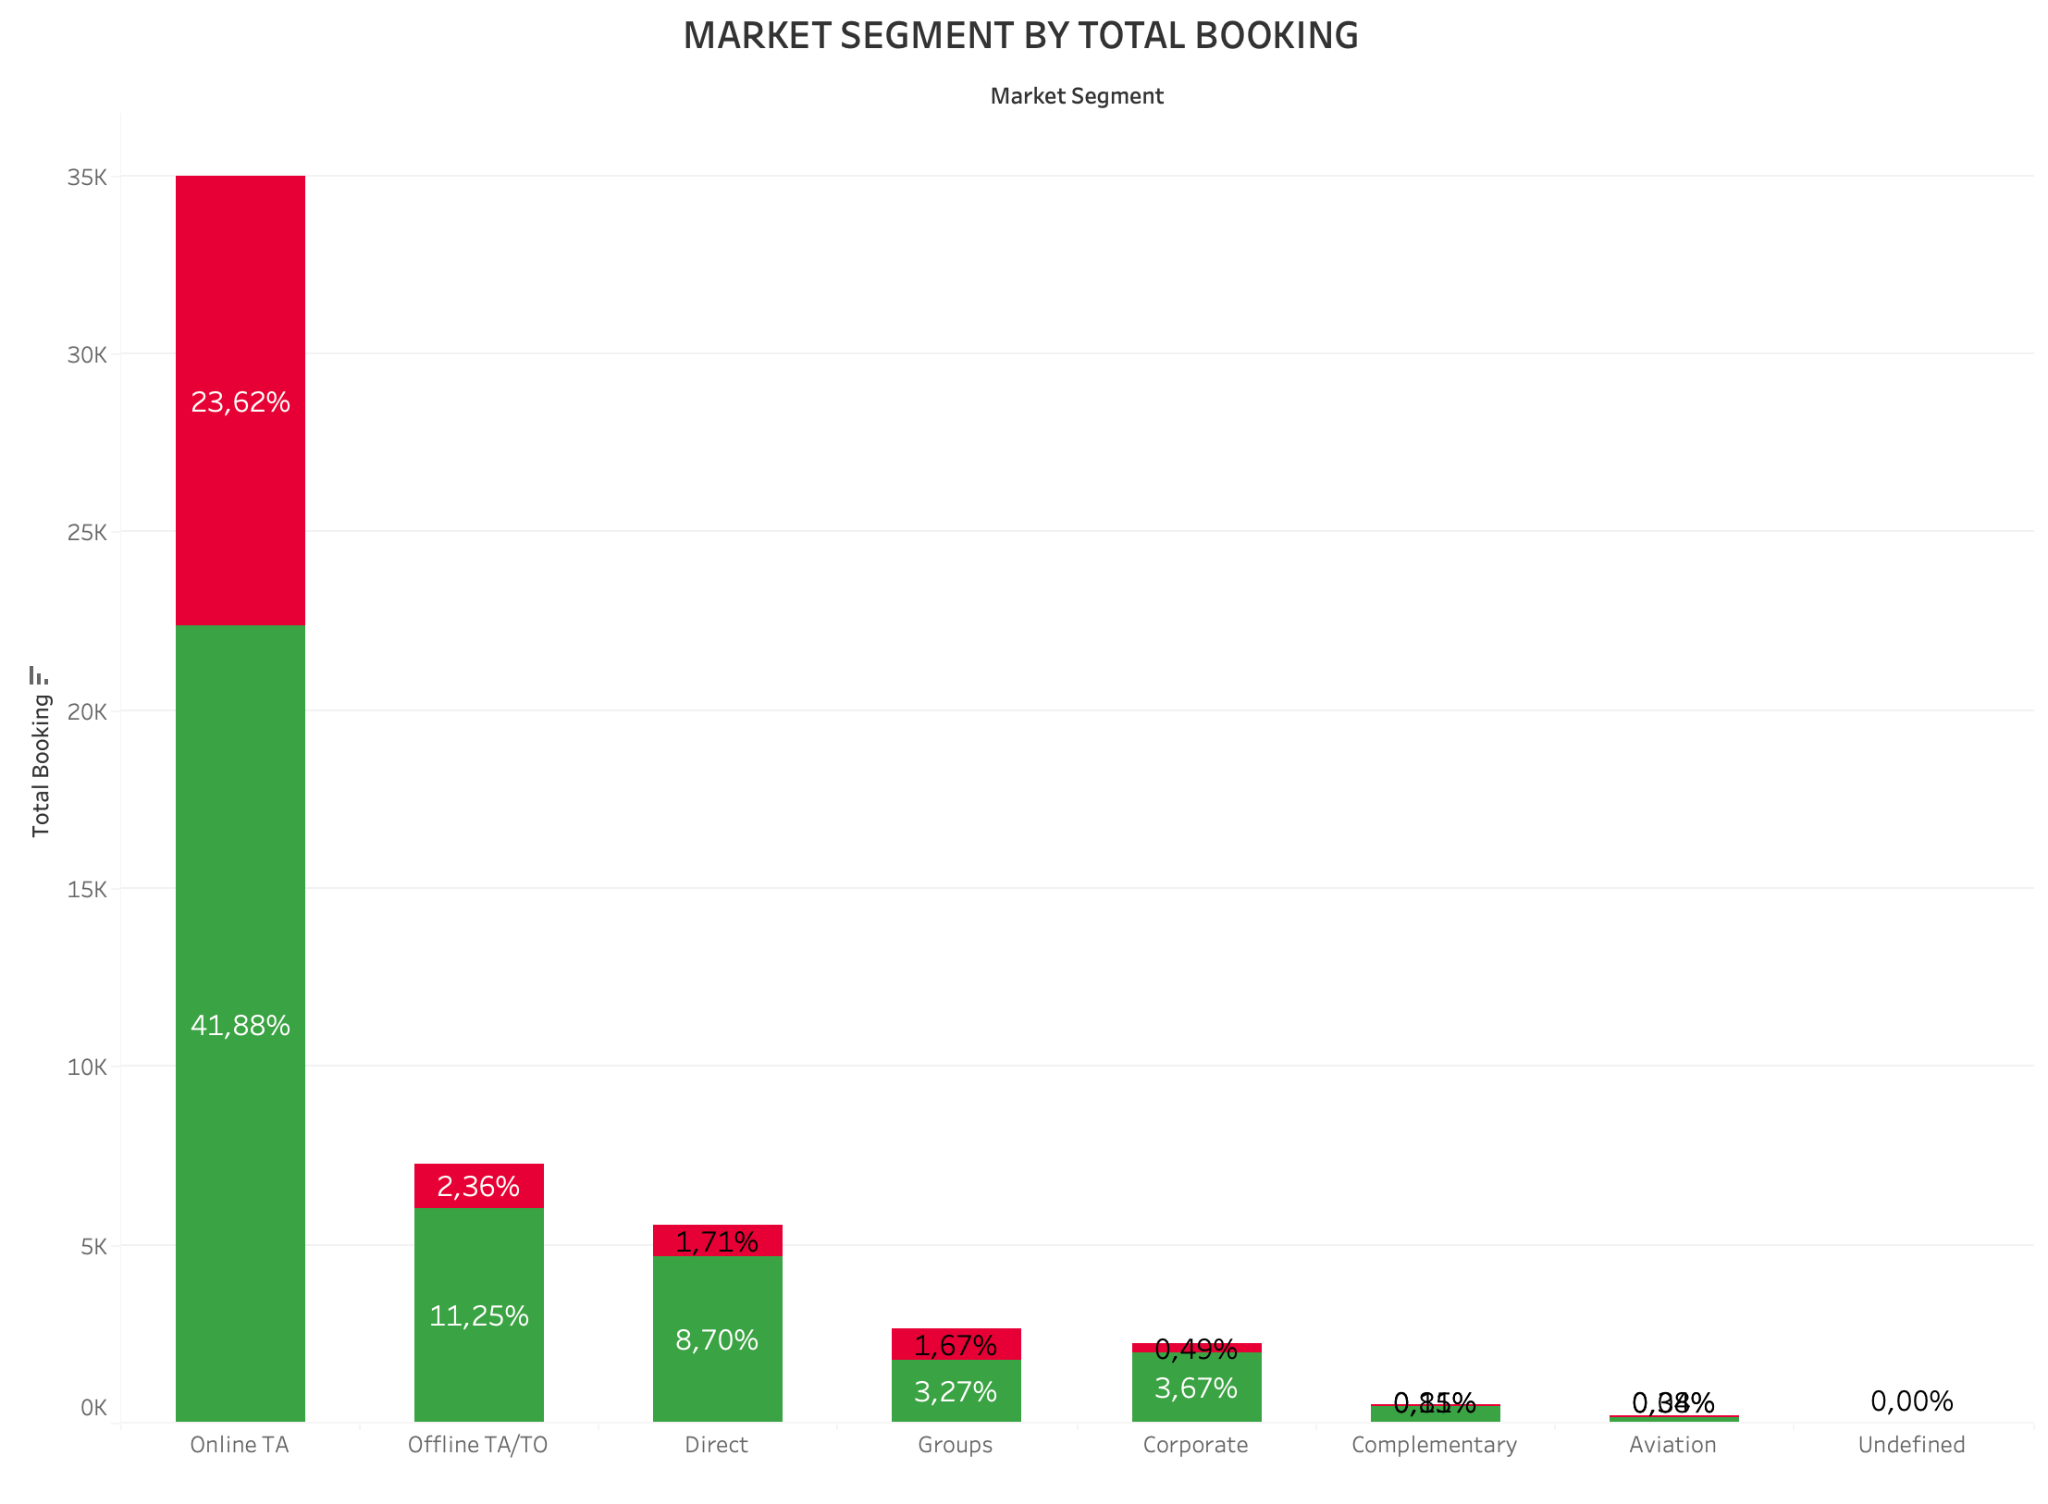 MARKET SEGMENT BY TOTAL BOOKING
Market Segment
Total Booking
35K
30K
25K
20K
15K
10K
5K
0K
23,62%
41,88%
2,36%
11,25%
1,71%
8,70%
1,67%
3,27%
0,49%
3,67%
0,00%
Online TA
Offline TA/TO
Direct
Groups
Corporate
Complementary
Aviation
Undefined